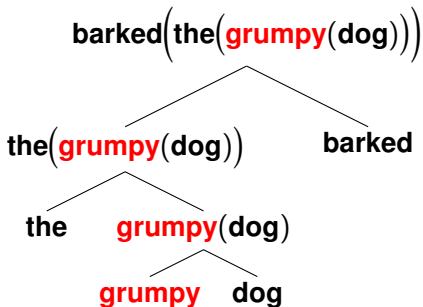 barked(the(grumpy(dog)))
the(grumpy(dog)) barked
the grumpy(dog)
grumpy dog